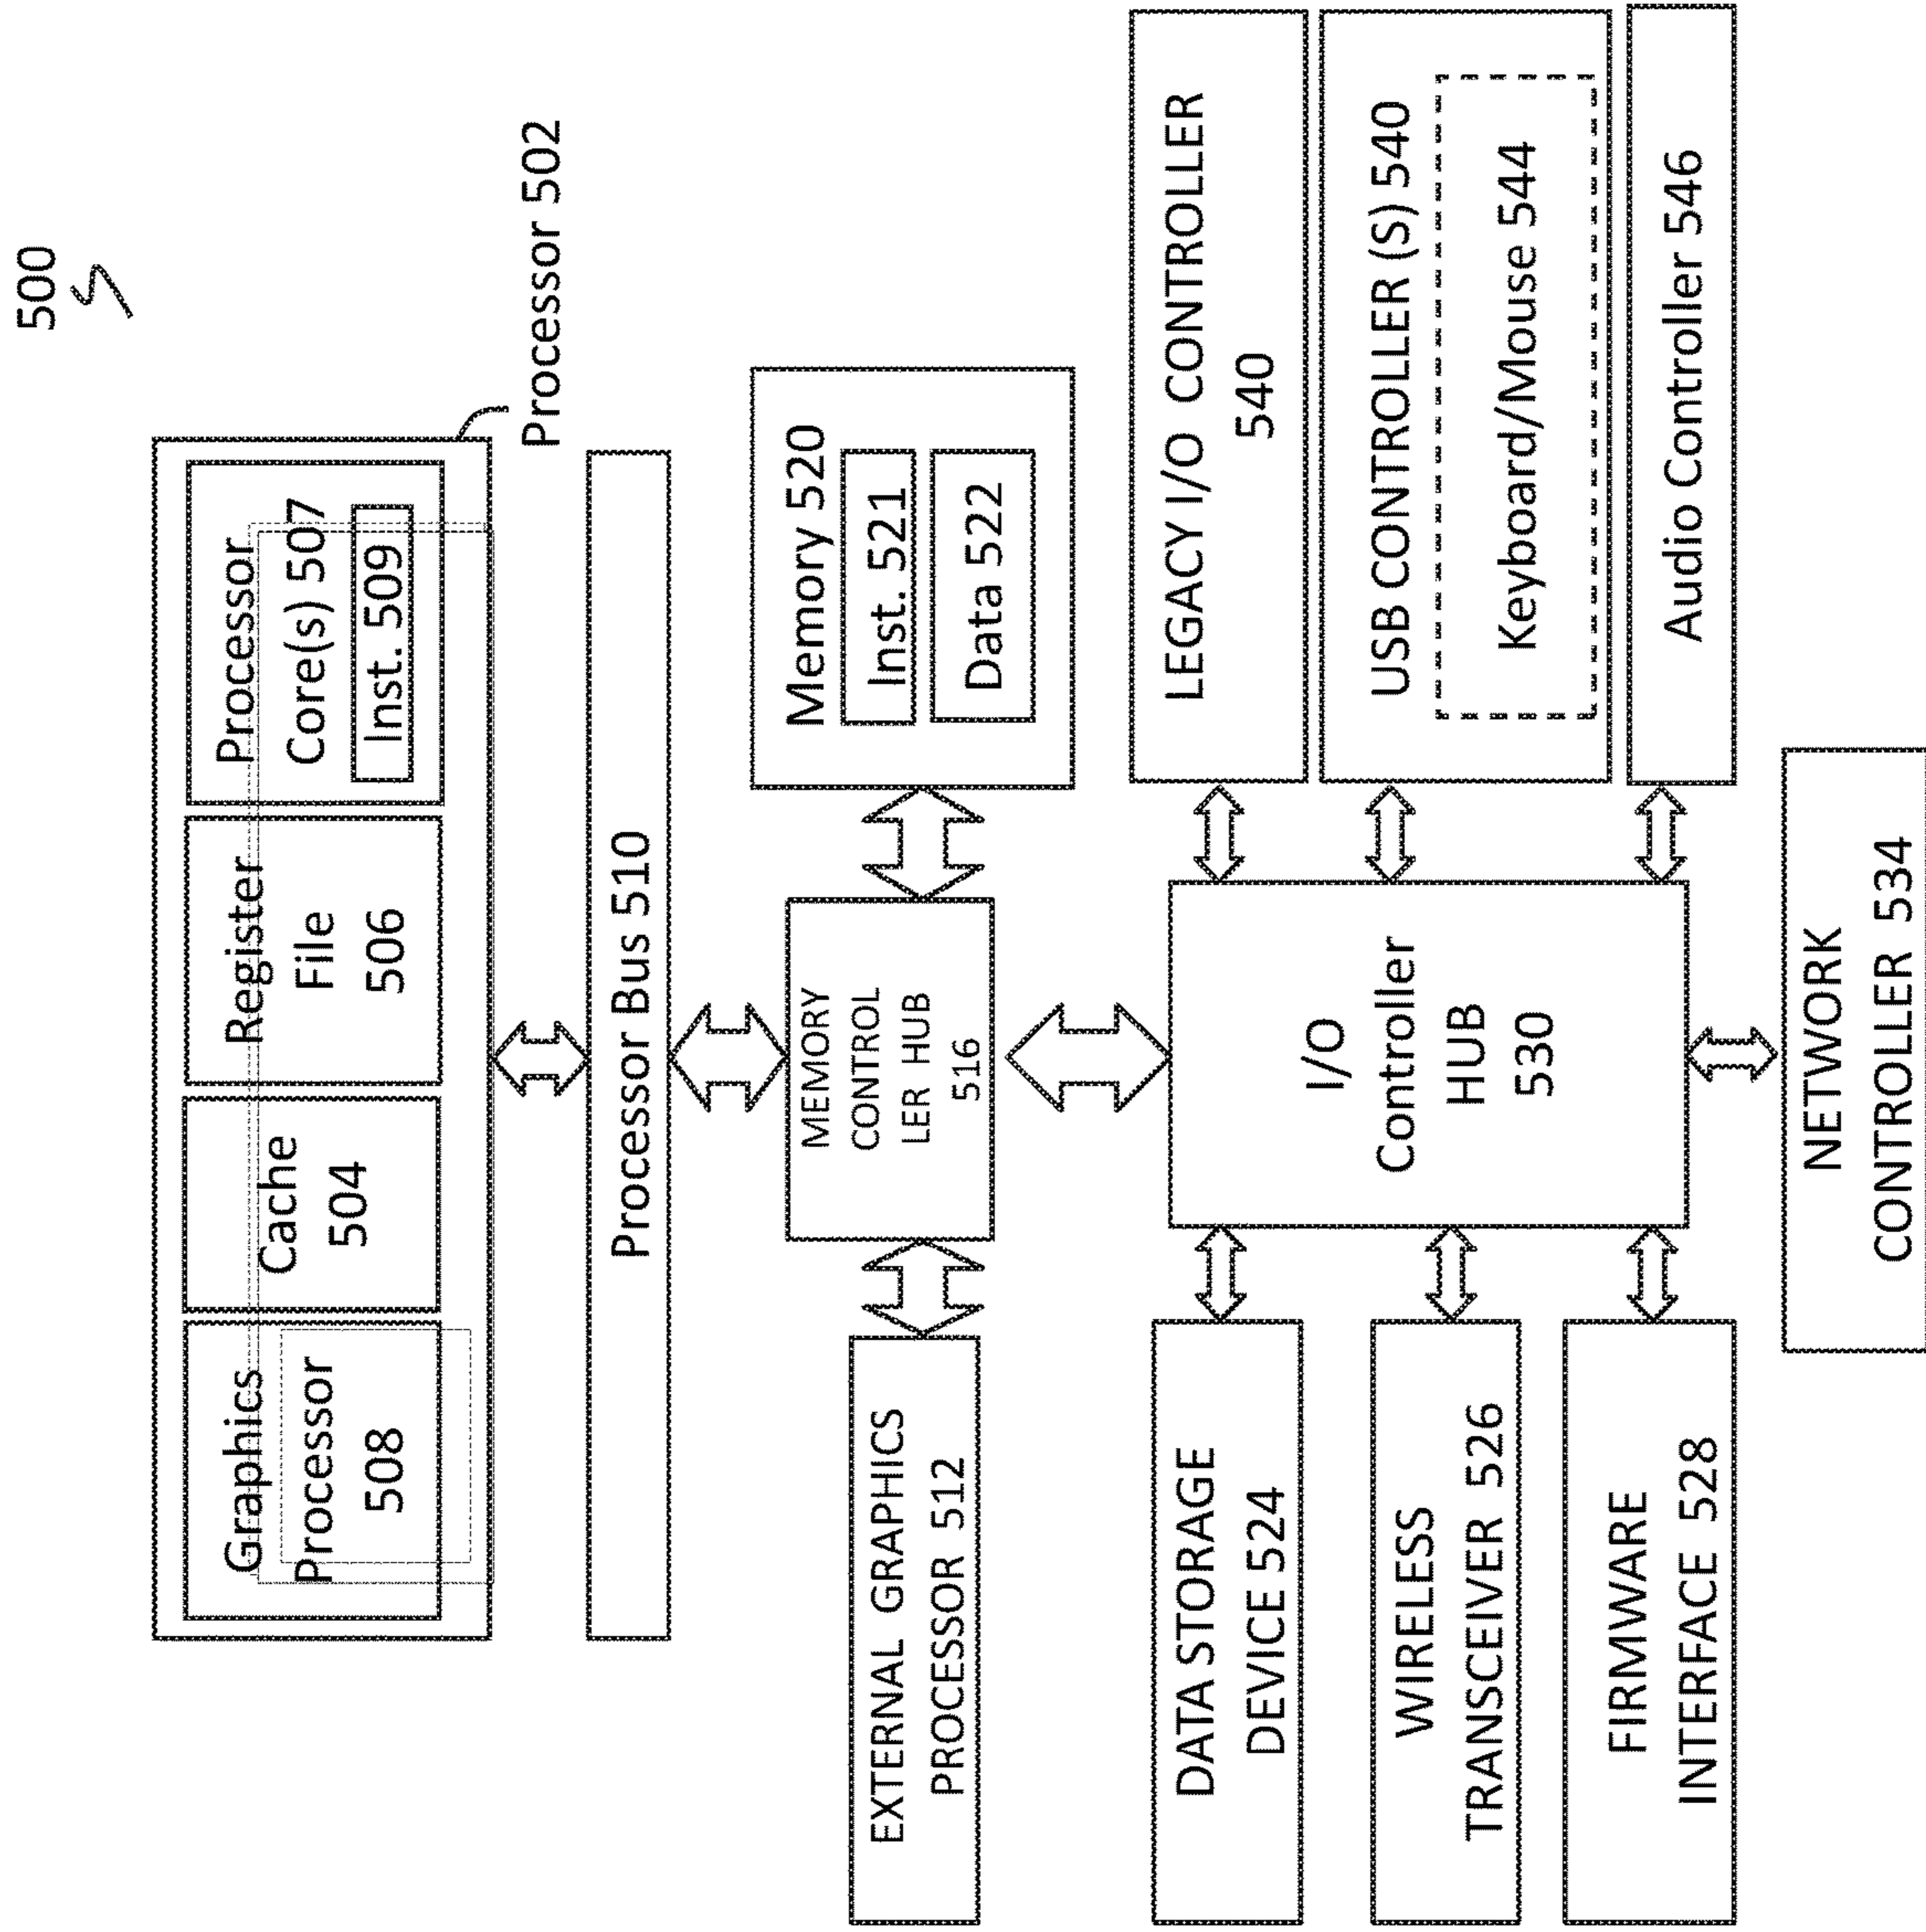 500
Processor 502
Graphics
Processor
508
Cache
504
Register
File
506
Processor
Core(s) 507
Inst. 509
Processor Bus 510
EXTERNAL GRAPHICS
PROCESSOR 512
MEMORY
CONTROL
LER HUB
516
Memory 520
Inst. 521
Data 522
DATA STORAGE
DEVICE 524
WIRELESS
TRANSCEIVER 526
FIRMWARE
INTERFACE 528
I/O
Controller
HUB
530
LEGACY I/O CONTROLLER
540
USB CONTROLLER (S) 540
Keyboard/Mouse 544
Audio Controller 546
NETWORK
CONTROLLER 534